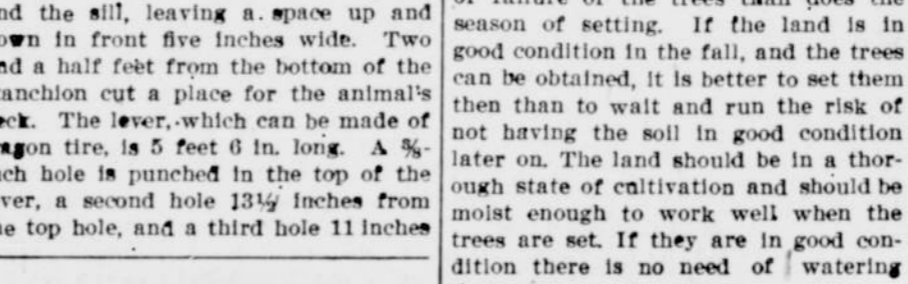 nd the sill, leaving a space up and
own in front five inches wide. Two
nd a half feet from the bottom of the
tanchion cut a place for the animal's
eck. The lever, which can be made of
agon tire, is 5 feet 6 in. long. A ⅝-
ch hole is punched in the top of the
ver, a second hole 13½ inches from
e top hole, and a third hole 11 inches
of the trees than does the
season of setting. If the land is in
good condition in the fall, and the trees
can be obtained, it is better to set them
then than to wait and run the risk of
not having the soil in good condition
later on. The land should be in a thor-
ough state of cultivation and should be
moist enough to work well when the
trees are set. If they are in good con-
dition there is no need of watering